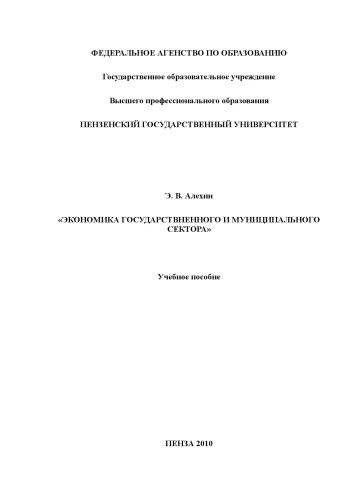 ФЕДЕРАЛЬНОЕ АГЕНСТВО ПО ОБРАЗОВАНИЮ
Государственное образовательное учреждение
Высшего профессионального образования
ПЕНЗЕНСКИЙ ГОСУДАРСТВЕННЫЙ УНИВЕРСИТЕТ
Э. В. Алехин
«ЭКОНОМИКА ГОСУДАРСТВНЕННОГО И МУНИЦИПАЛЬНОГО
СЕКТОРА»
Учебное пособие
ПЕНЗА 2010